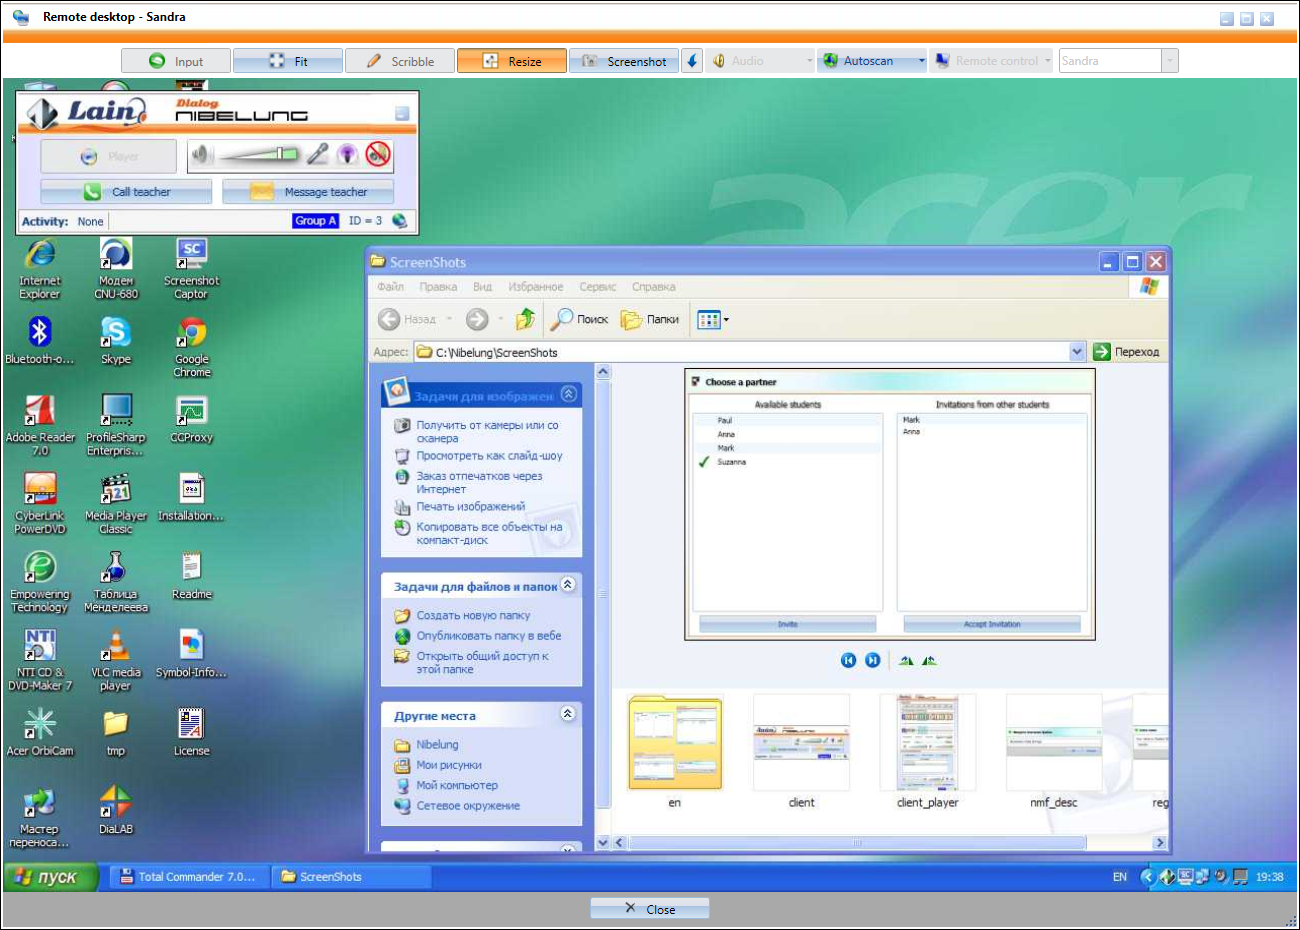 Remote desktop - Sandra
Input
Fit
Scribble
Resize
Screenshot
Audio
Autoscan
Remote control
Sandra
acer
Lain
Dialog
NIBELUNG
Player
Call teacher
Message teacher
Activity: None
Group A
ID = 3
Internet Explorer
Модем CNU-680
Screenshot Captor
Bluetooth-o...
Skype
Google Chrome
Adobe Reader 7.0
ProfileSharp Enterpris...
CCProxy
CyberLink PowerDVD
Media Player Classic
Installation...
Empowering Technology
Таблица Менделеева
Readme
NTI CD & DVD-Maker 7
VLC media player
Symbol-Info...
Acer OrbiCam
tmp
License
Мастер переноса...
DiaLAB
ScreenShots
Файл Правка Вид Избранное Сервис Справка
Назад
Поиск
Папки
Адрес: C:\Nibelung\ScreenShots
Переход
Задачи для изображен
Получить от камеры или со
сканера
Просмотреть как слайд-шоу
Заказ отпечатков через
Интернет
Печать изображений
Копировать все объекты на
компакт-диск
Задачи для файлов и папок
Создать новую папку
Опубликовать папку в вебе
Открыть общий доступ к
этой папке
Другие места
Nibelung
Мои рисунки
Мой компьютер
Сетевое окружение
Choose a partner
Available students
Invitations from other students
Paul
Anna
Mark
Suzanna
Mark
Anna
Invite
Accept Invitation
en
client
client_player
nmf_desc
reg
пуск
Total Commander 7.0...
ScreenShots
EN
19:38
Close